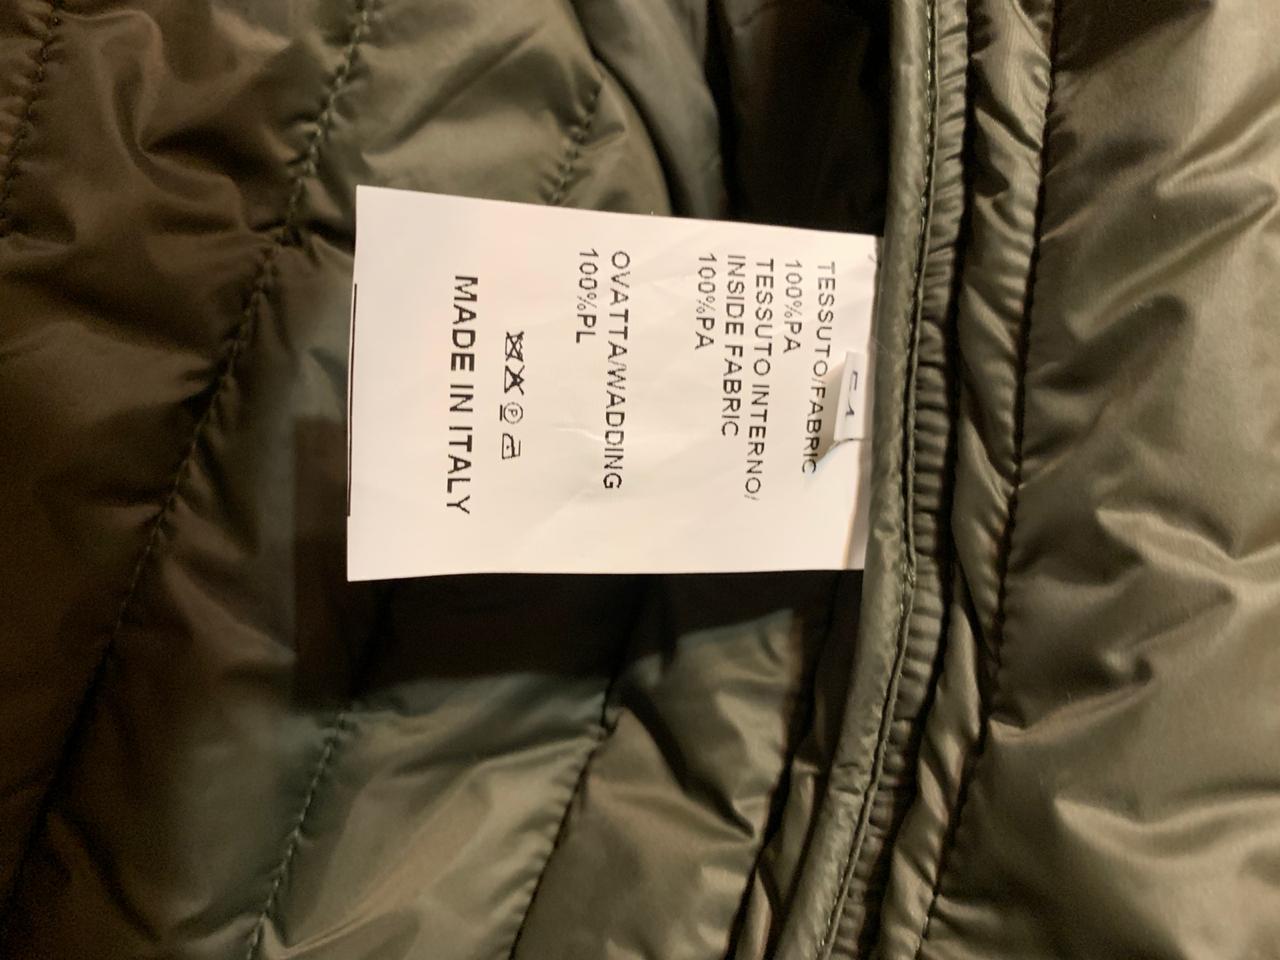 TESSUTO/FABRIC
100%PA
TESSUTO INTERNO/
INSIDE FABRIC
100%PA
OVATTA/WADDING
100%PL
P
MADE IN ITALY